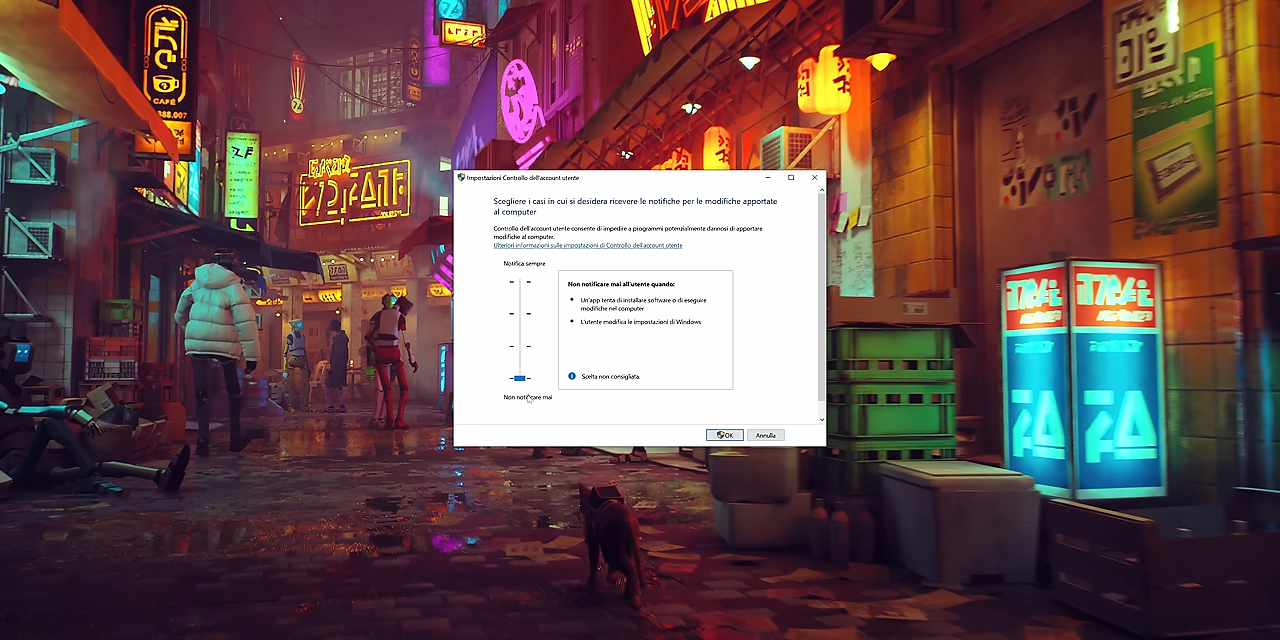 CAFÉ
Impostazioni Controllo dell'account utente
Scegliere i casi in cui si desidera ricevere le notifiche per le modifiche apportate
al computer
Controllo dell'account utente consente di impedire a programmi potenzialmente dannosi di apportare
modifiche al computer.
Ulteriori informazioni sulle impostazioni di Controllo dell'account utente
Notifica sempre
Non notificare mai all'utente quando:
• Un'app tenta di installare software o di eseguire
modifiche nel computer
• L'utente modifica le impostazioni di Windows
Scelta non consigliata.
Non notificare mai
OK
Annulla